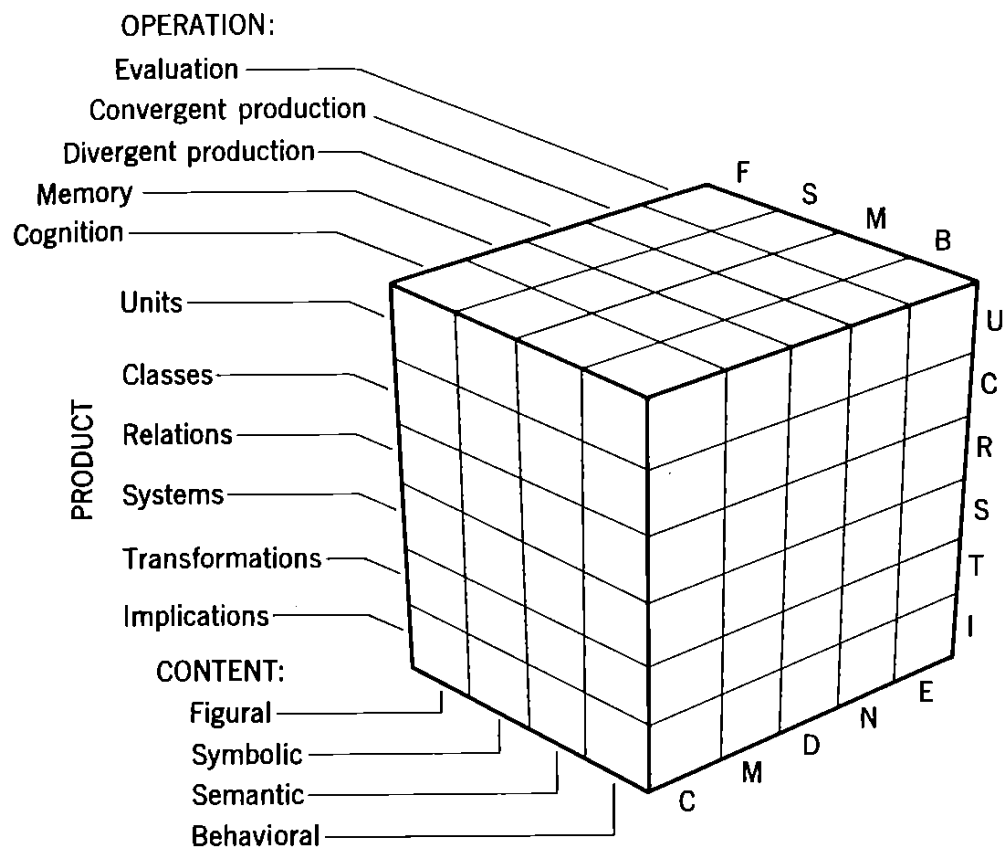 OPERATION:
Evaluation
Convergent production
Divergent production
Memory
Cognition
F
S
M
B
PRODUCT
Units
Classes
Relations
Systems
Transformations
Implications
U
C
R
S
T
I
CONTENT:
Figural
Symbolic
Semantic
Behavioral
C
M
D
N
E